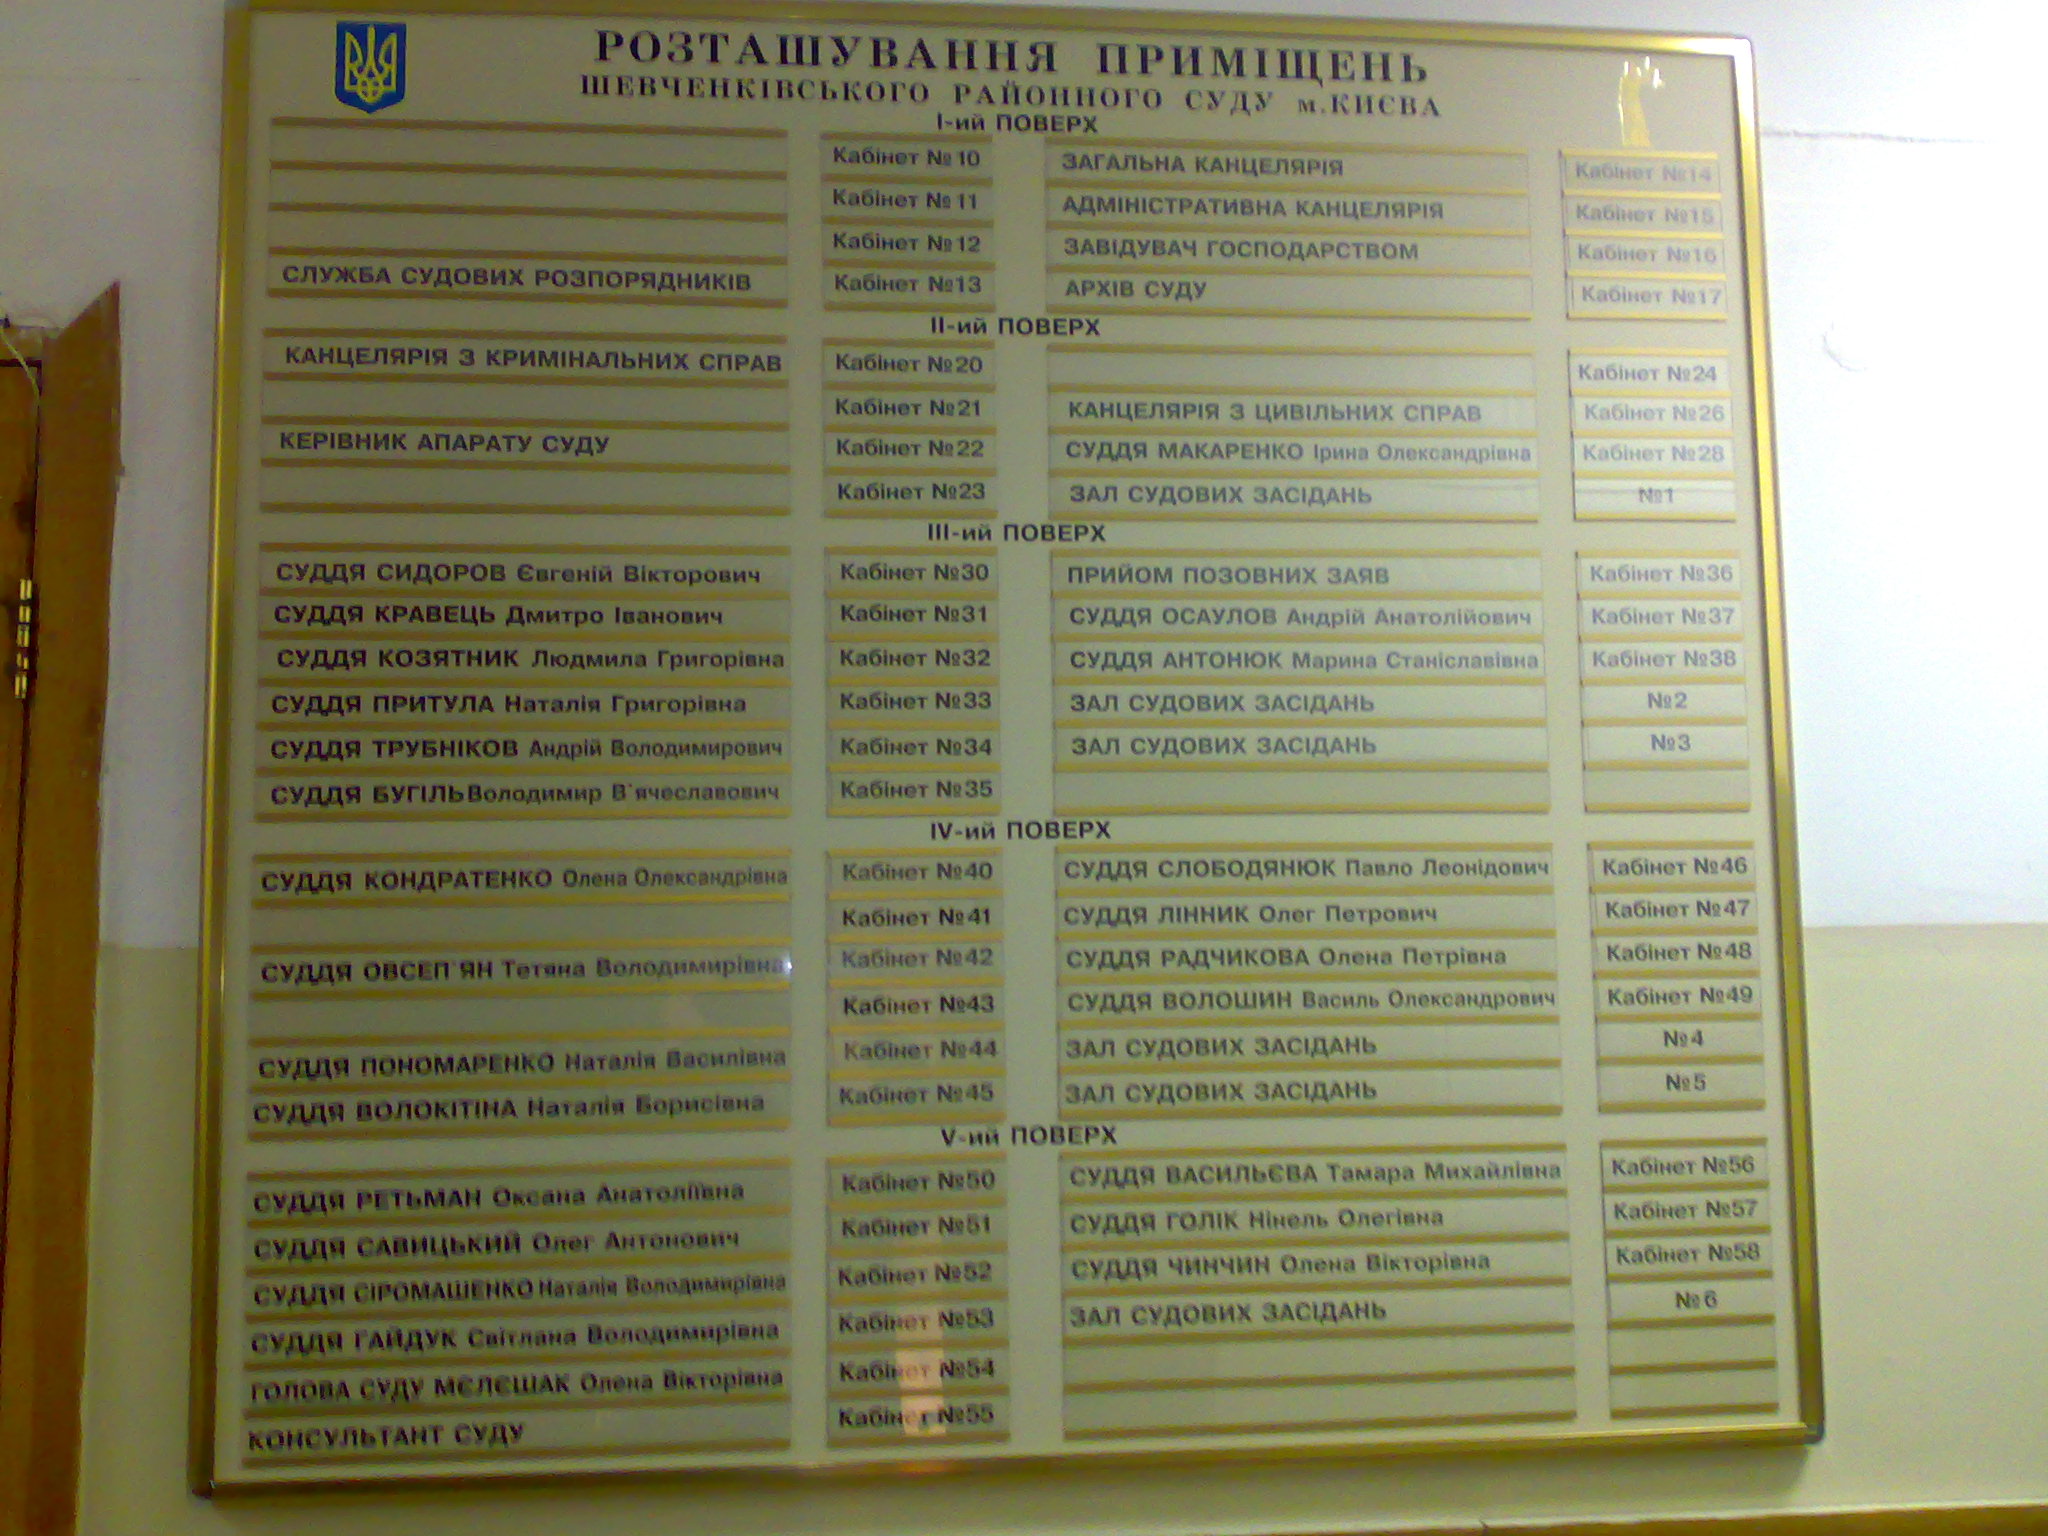 РОЗТАШУВАННЯ ПРИМІЩЕНЬ
ШЕВЧЕНКІВСЬКОГО РАЙОННОГО СУДУ м.КИЄВА
I-ий ПОВЕРХ
Кабінет №10 ЗАГАЛЬНА КАНЦЕЛЯРІЯ Кабінет №14
Кабінет №11 АДМІНІСТРАТИВНА КАНЦЕЛЯРІЯ Кабінет №15
Кабінет №12 ЗАВІДУВАЧ ГОСПОДАРСТВОМ Кабінет №16
СЛУЖБА СУДОВИХ РОЗПОРЯДНИКІВ Кабінет №13 АРХІВ СУДУ Кабінет №17
II-ий ПОВЕРХ
КАНЦЕЛЯРІЯ З КРИМІНАЛЬНИХ СПРАВ Кабінет №20 Кабінет №24
Кабінет №21 КАНЦЕЛЯРІЯ З ЦИВІЛЬНИХ СПРАВ Кабінет №26
КЕРІВНИК АПАРАТУ СУДУ Кабінет №22 СУДДЯ МАКАРЕНКО Ірина Олександрівна Кабінет №28
Кабінет №23 ЗАЛ СУДОВИХ ЗАСІДАНЬ №1
III-ий ПОВЕРХ
СУДДЯ СИДОРОВ Євгеній Вікторович Кабінет №30 ПРИЙОМ ПОЗОВНИХ ЗАЯВ Кабінет №36
СУДДЯ КРАВЕЦЬ Дмитро Іванович Кабінет №31 СУДДЯ ОСАУЛОВ Андрій Анатолійович Кабінет №37
СУДДЯ КОЗЯТНИК Людмила Григорівна Кабінет №32 СУДДЯ АНТОНЮК Марина Станіславівна Кабінет №38
СУДДЯ ПРИТУЛА Наталія Григорівна Кабінет №33 ЗАЛ СУДОВИХ ЗАСІДАНЬ №2
СУДДЯ ТРУБНІКОВ Андрій Володимирович Кабінет №34 ЗАЛ СУДОВИХ ЗАСІДАНЬ №3
СУДДЯ БУГІЛЬ Володимир В`ячеславович Кабінет №35
IV-ий ПОВЕРХ
СУДДЯ КОНДРАТЕНКО Олена Олександрівна Кабінет №40 СУДДЯ СЛОБОДЯНЮК Павло Леонідович Кабінет №46
Кабінет №41 СУДДЯ ЛІННИК Олег Петрович Кабінет №47
СУДДЯ ОВСЕП`ЯН Тетяна Володимирівна Кабінет №42 СУДДЯ РАДЧИКОВА Олена Петрівна Кабінет №48
Кабінет №43 СУДДЯ ВОЛОШИН Василь Олександрович Кабінет №49
СУДДЯ ПОНОМАРЕНКО Наталія Василівна Кабінет №44 ЗАЛ СУДОВИХ ЗАСІДАНЬ №4
СУДДЯ ВОЛОКІТІНА Наталія Борисівна Кабінет №45 ЗАЛ СУДОВИХ ЗАСІДАНЬ №5
V-ий ПОВЕРХ
СУДДЯ РЕТЬМАН Оксана Анатоліївна Кабінет №50 СУДДЯ ВАСИЛЬЄВА Тамара Михайлівна Кабінет №56
СУДДЯ САВИЦЬКИЙ Олег Антонович Кабінет №51 СУДДЯ ГОЛІК Нінель Олегівна Кабінет №57
СУДДЯ СІРОМАШЕНКО Наталія Володимирівна Кабінет №52 СУДДЯ ЧИНЧИН Олена Вікторівна Кабінет №58
СУДДЯ ГАЙДУК Світлана Володимирівна Кабінет №53 ЗАЛ СУДОВИХ ЗАСІДАНЬ №6
ГОЛОВА СУДУ МЄЛЄШАК Олена Вікторівна Кабінет №54
КОНСУЛЬТАНТ СУДУ Кабінет №55